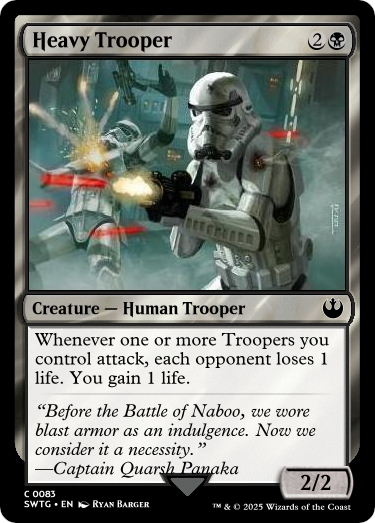 Heavy Trooper 2
Creature — Human Trooper
Whenever one or more Troopers you
control attack, each opponent loses 1
life. You gain 1 life.
“Before the Battle of Naboo, we wore
blast armor as an indulgence. Now we
consider it a necessity.”
—Captain Quarsh Panaka
2/2
C 0083
SWTG • EN Ryan Barger
™ & © 2025 Wizards of the Coast